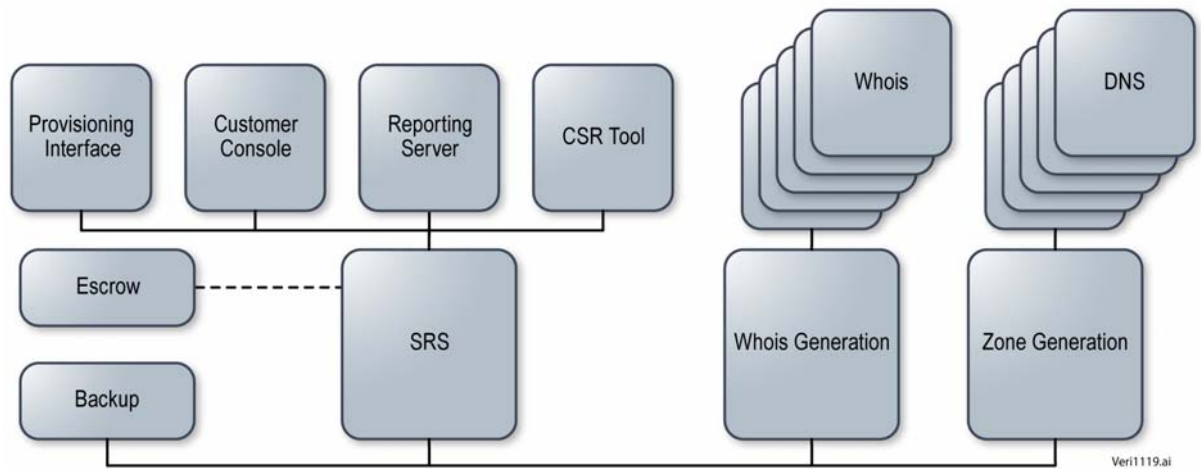 Provisioning
Interface
Customer
Console
Reporting
Server
CSR Tool
Whois
DNS
Escrow
SRS
Whois Generation
Zone Generation
Backup
Veri1119.ai